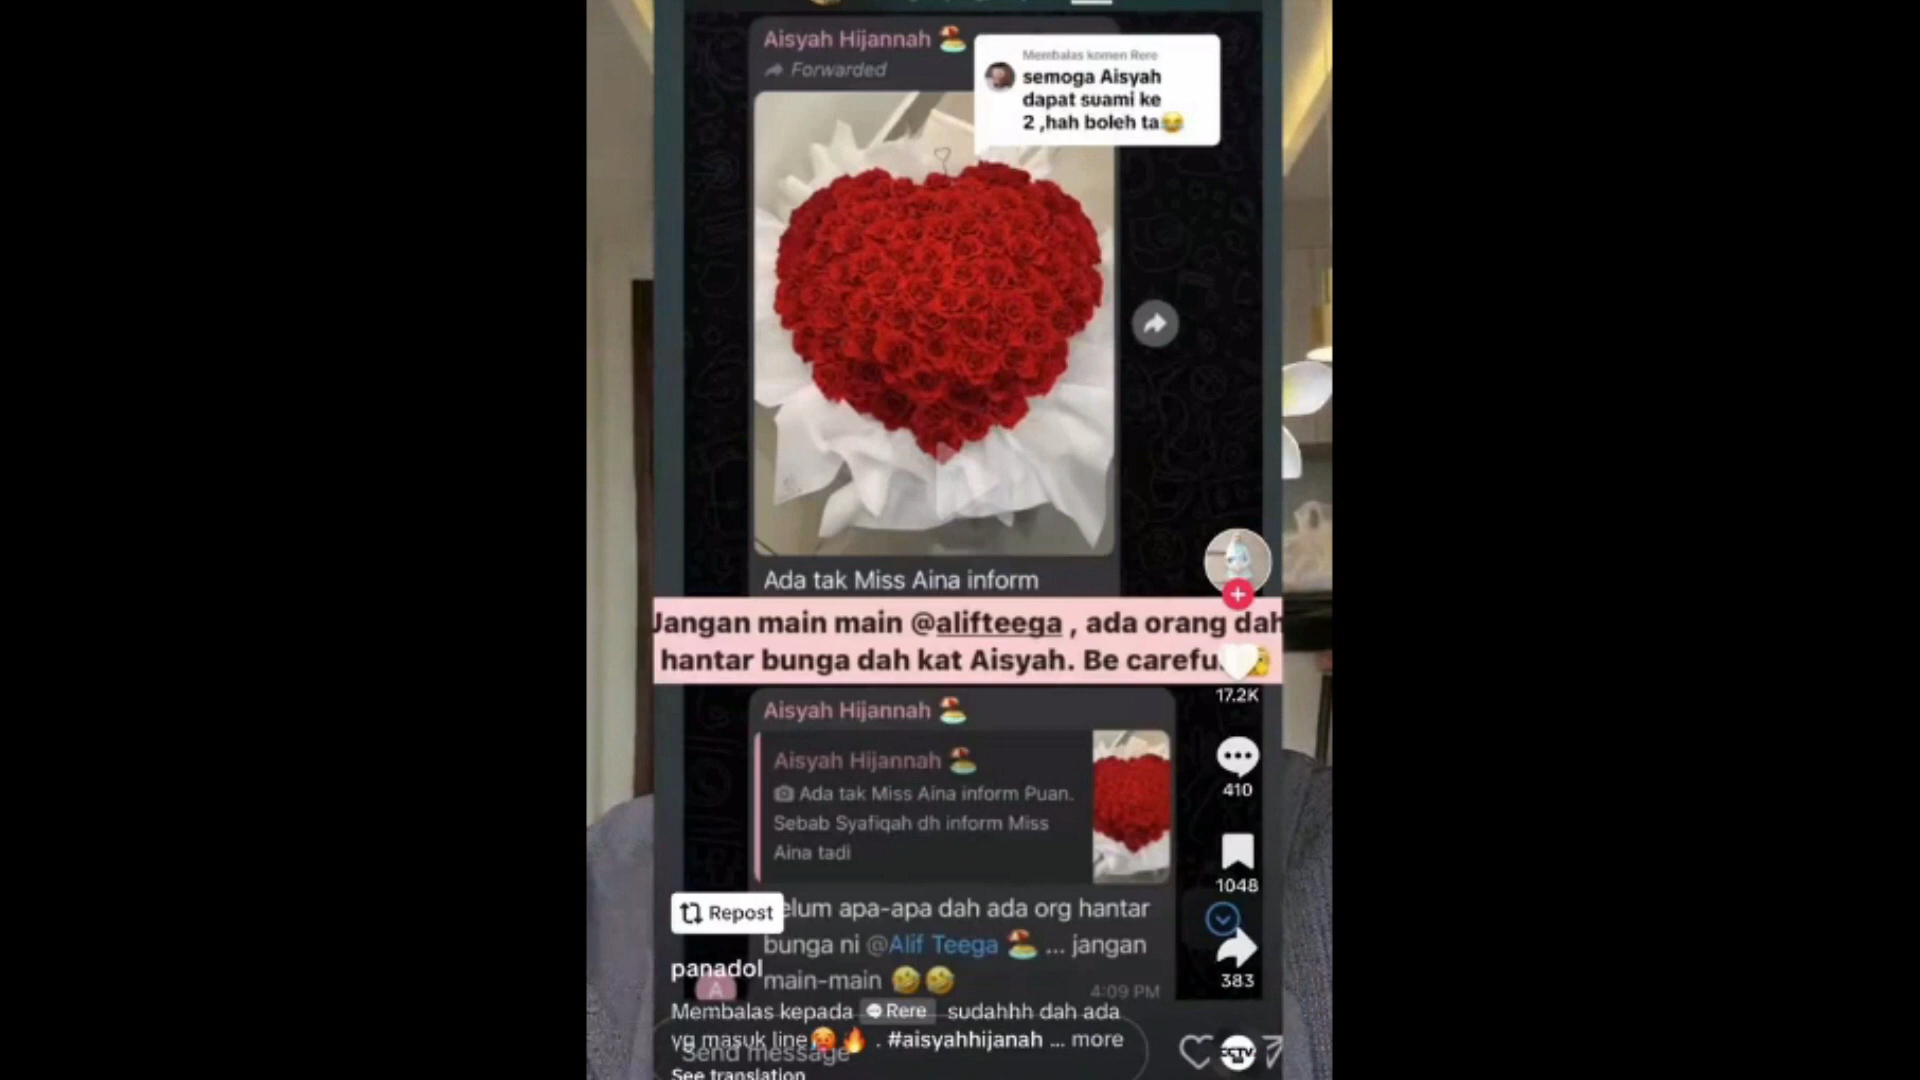 Aisyah Hijannah 🏖️
Forwarded
Membalas komen Rere
semoga Aisyah
dapat suami ke
2 ,hah boleh ta😂
Ada tak Miss Aina inform
Jangan main main @alifteega , ada orang dah
hantar bunga dah kat Aisyah. Be carefu
17.2K
Aisyah Hijannah 🏖️
Aisyah Hijannah 🏖️
Ada tak Miss Aina inform Puan.
Sebab Syafiqah dh inform Miss
Aina tadi
410
1048
Repost
elum apa-apa dah ada org hantar
bunga ni @Alif Teega 🏖️ ... jangan
main-main 🤣🤣
4:09 PM
383
panadol
A
Membalas kepada Rere sudahhh dah ada
yg masuk line🥵🔥 . #aisyahhijanah ... more
Send message
See translation
CCTV